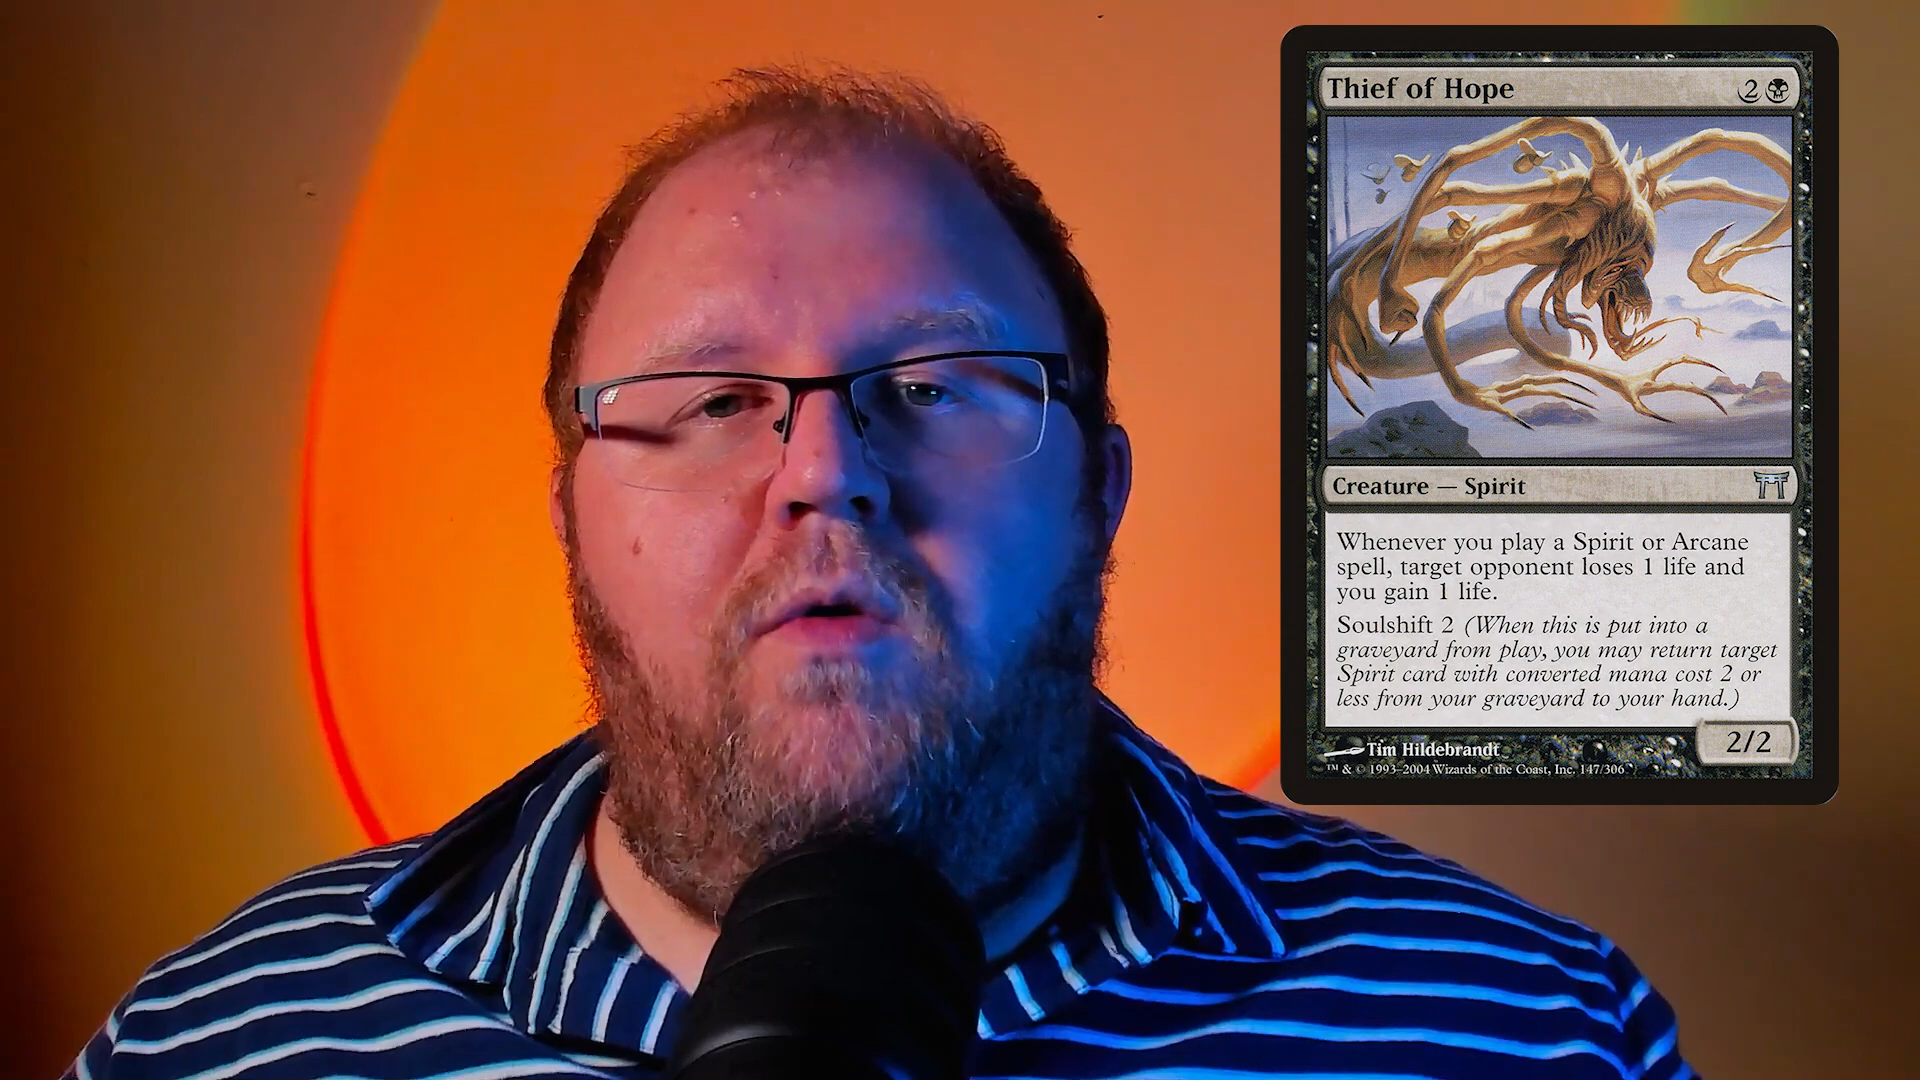 Thief of Hope 2
Creature — Spirit
Whenever you play a Spirit or Arcane
spell, target opponent loses 1 life and
you gain 1 life.
Soulshift 2 (When this is put into a
graveyard from play, you may return target
Spirit card with converted mana cost 2 or
less from your graveyard to your hand.)
2/2
Tim Hildebrandt
™ & © 1993–2004 Wizards of the Coast, Inc. 147/306